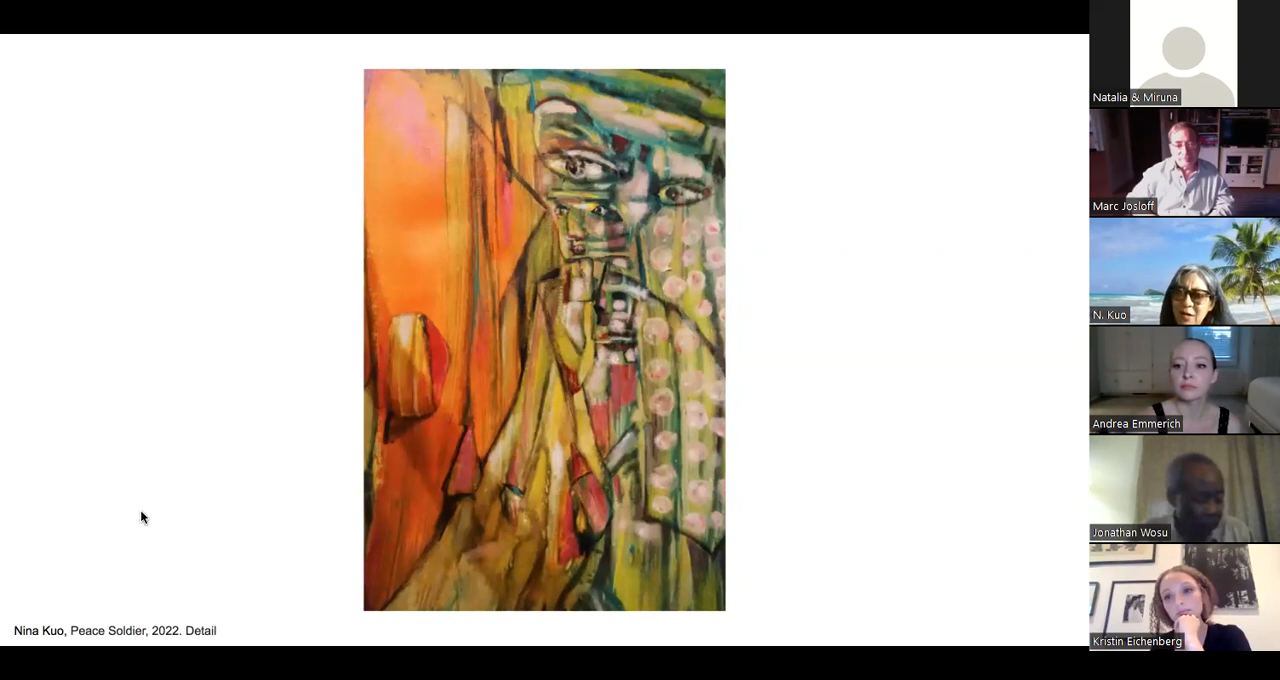 Nina Kuo, Peace Soldier, 2022. Detail
Natalia & Miruna
Marc Josloff
N. Kuo
Andrea Emmerich
Jonathan Wosu
Kristin Eichenberg